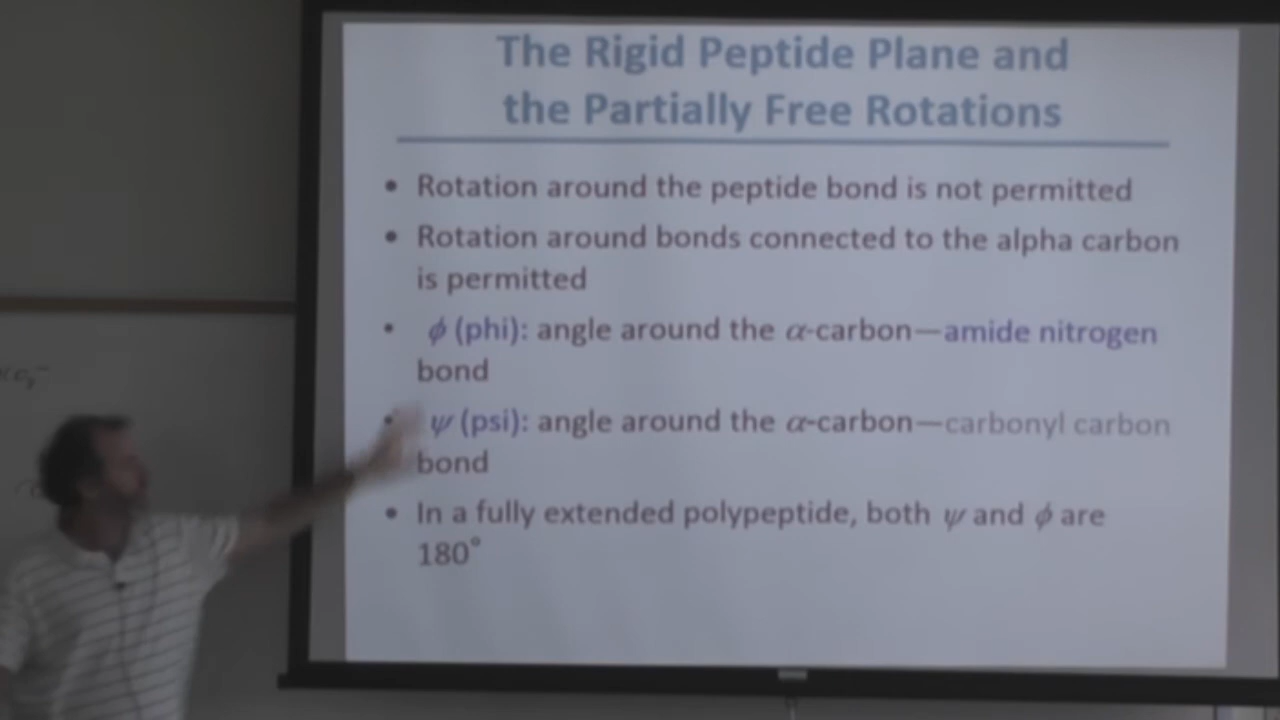 The Rigid Peptide Plane and
the Partially Free Rotations
• Rotation around the peptide bond is not permitted
• Rotation around bonds connected to the alpha carbon
is permitted
• ϕ (phi): angle around the α-carbon—amide nitrogen
bond
• ψ (psi): angle around the α-carbon—carbonyl carbon
bond
• In a fully extended polypeptide, both ψ and ϕ are
180°